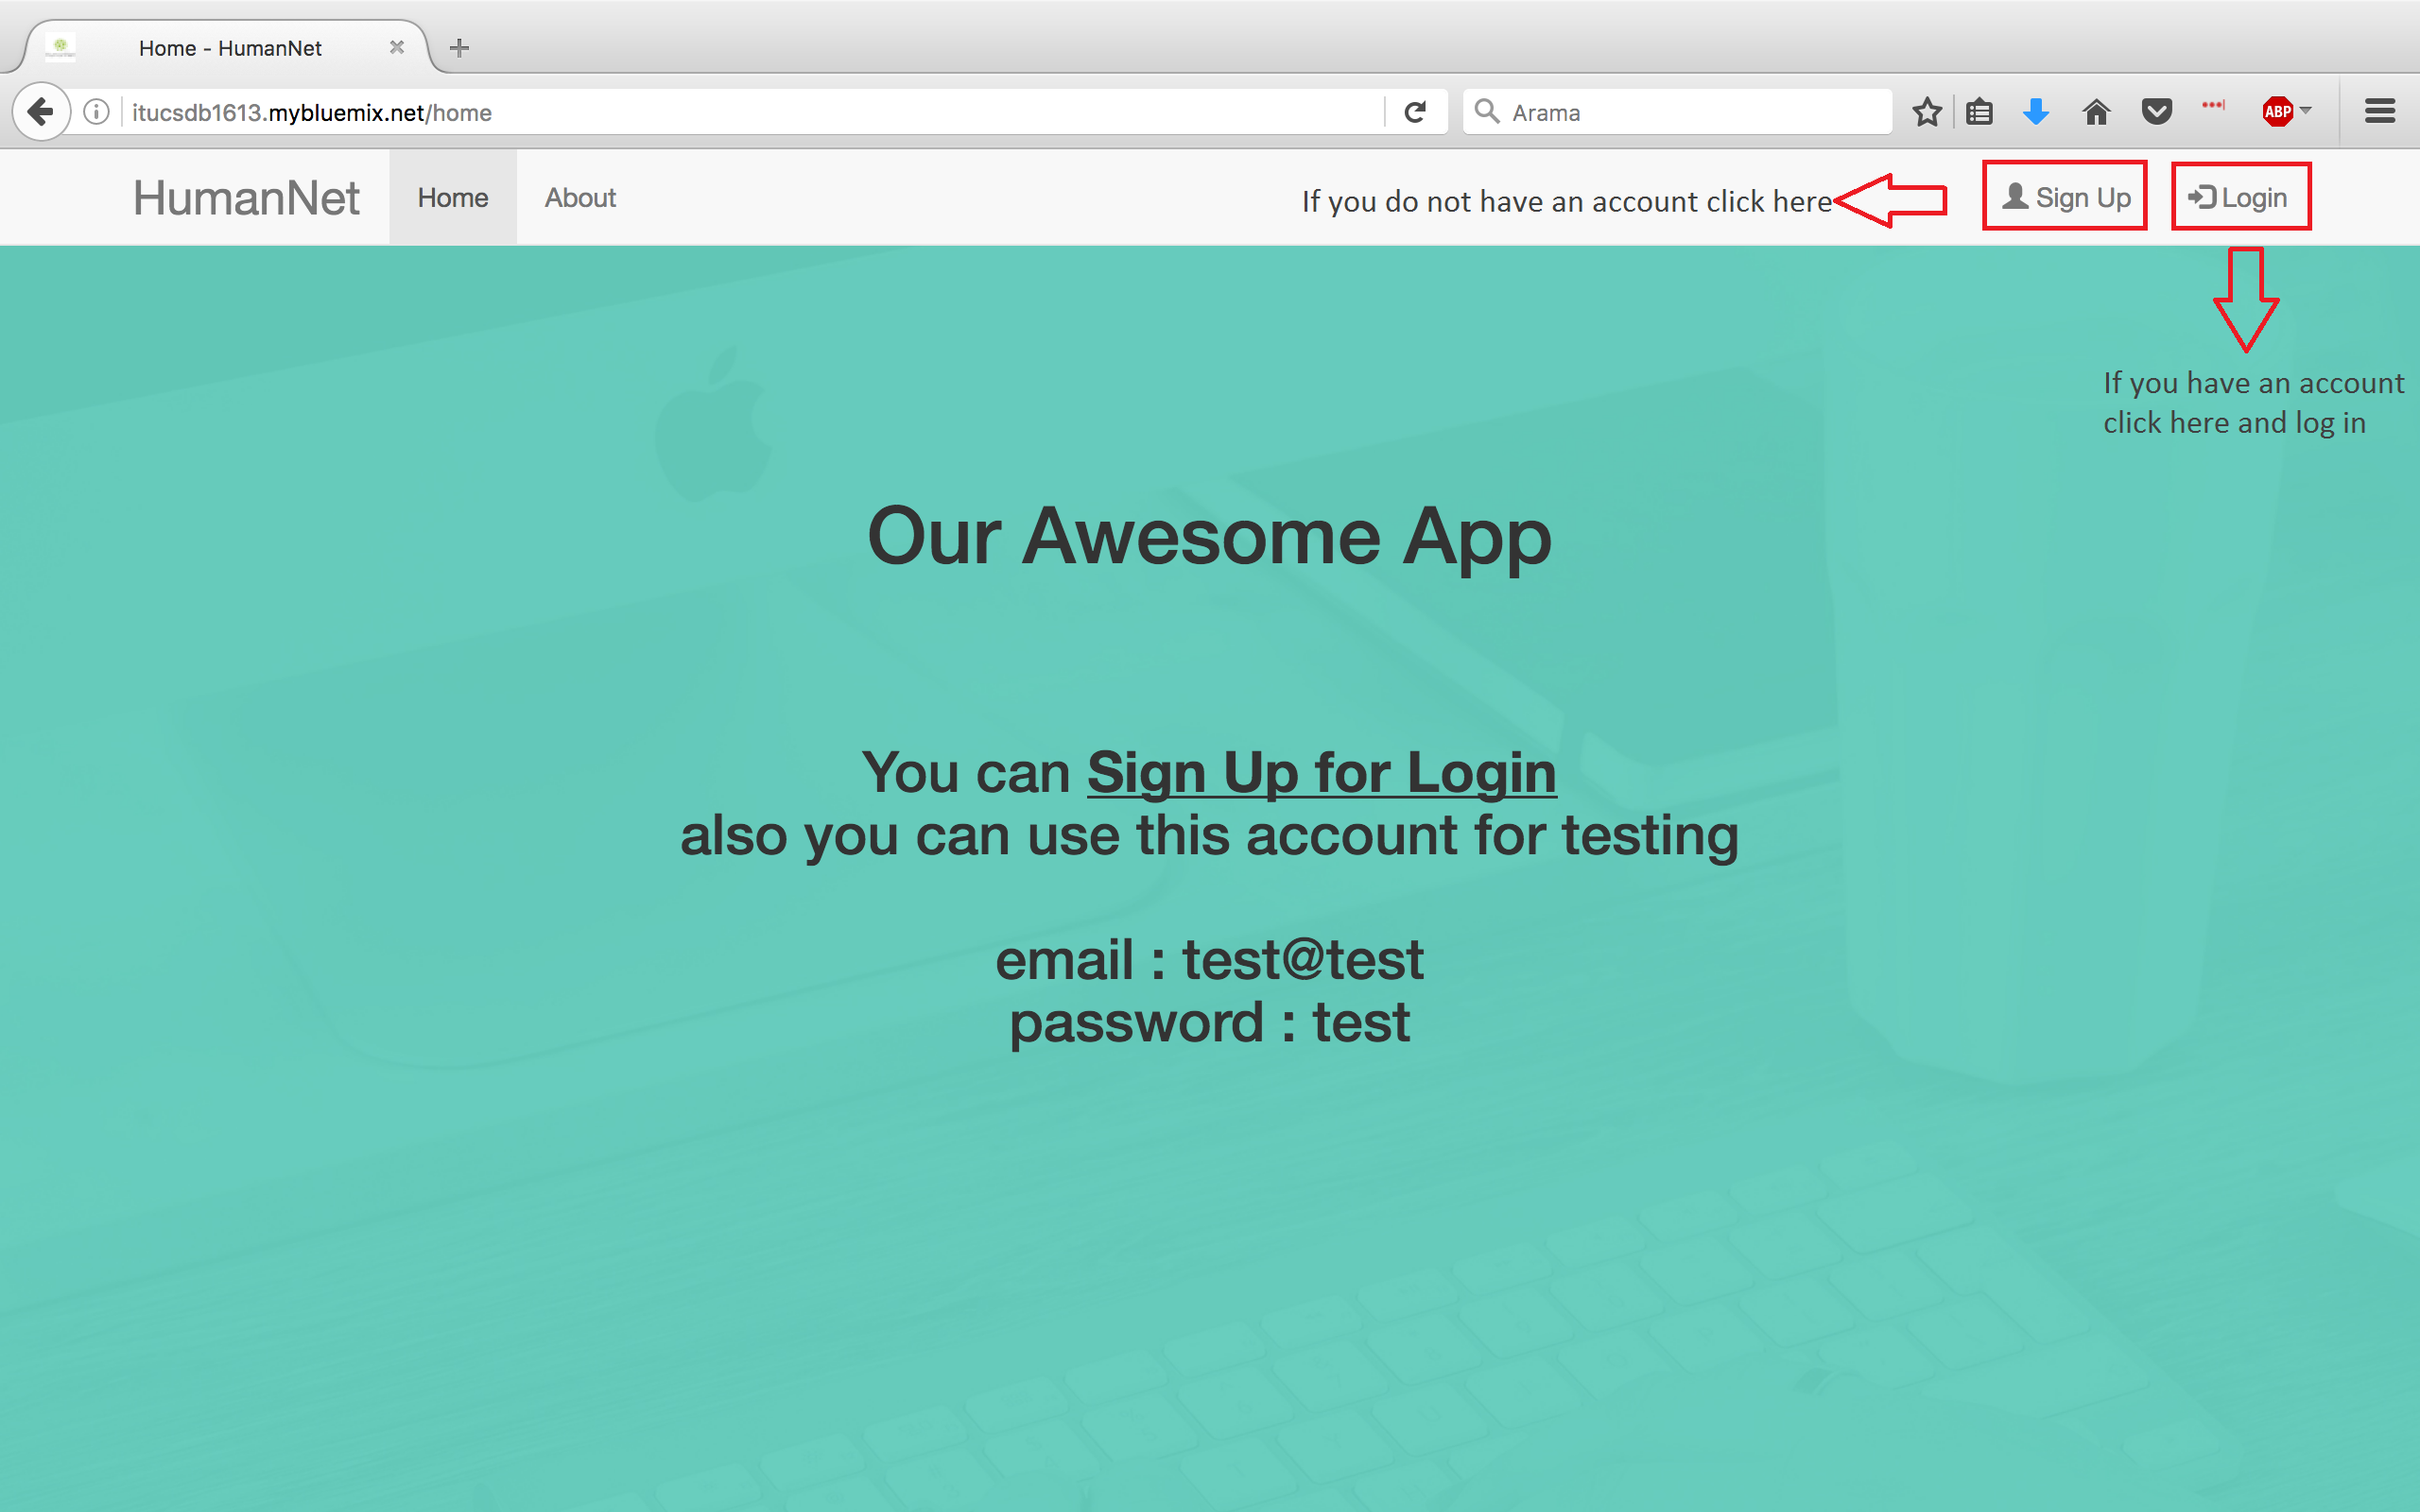 Home - HumanNet
itucsdb1613.mybluemix.net/home
Arama
ABP
HumanNet
Home
About
If you do not have an account click here
Sign Up
Login
If you have an account
click here and log in
Our Awesome App
You can Sign Up for Login
also you can use this account for testing
email : test@test
password : test